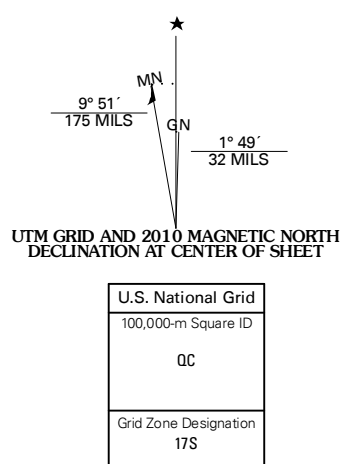 MN
9° 51´
175 MILS
GN
1° 49´
32 MILS
UTM GRID AND 2010 MAGNETIC NORTH
DECLINATION AT CENTER OF SHEET
U.S. National Grid
100,000-m Square ID
QC
Grid Zone Designation
17S